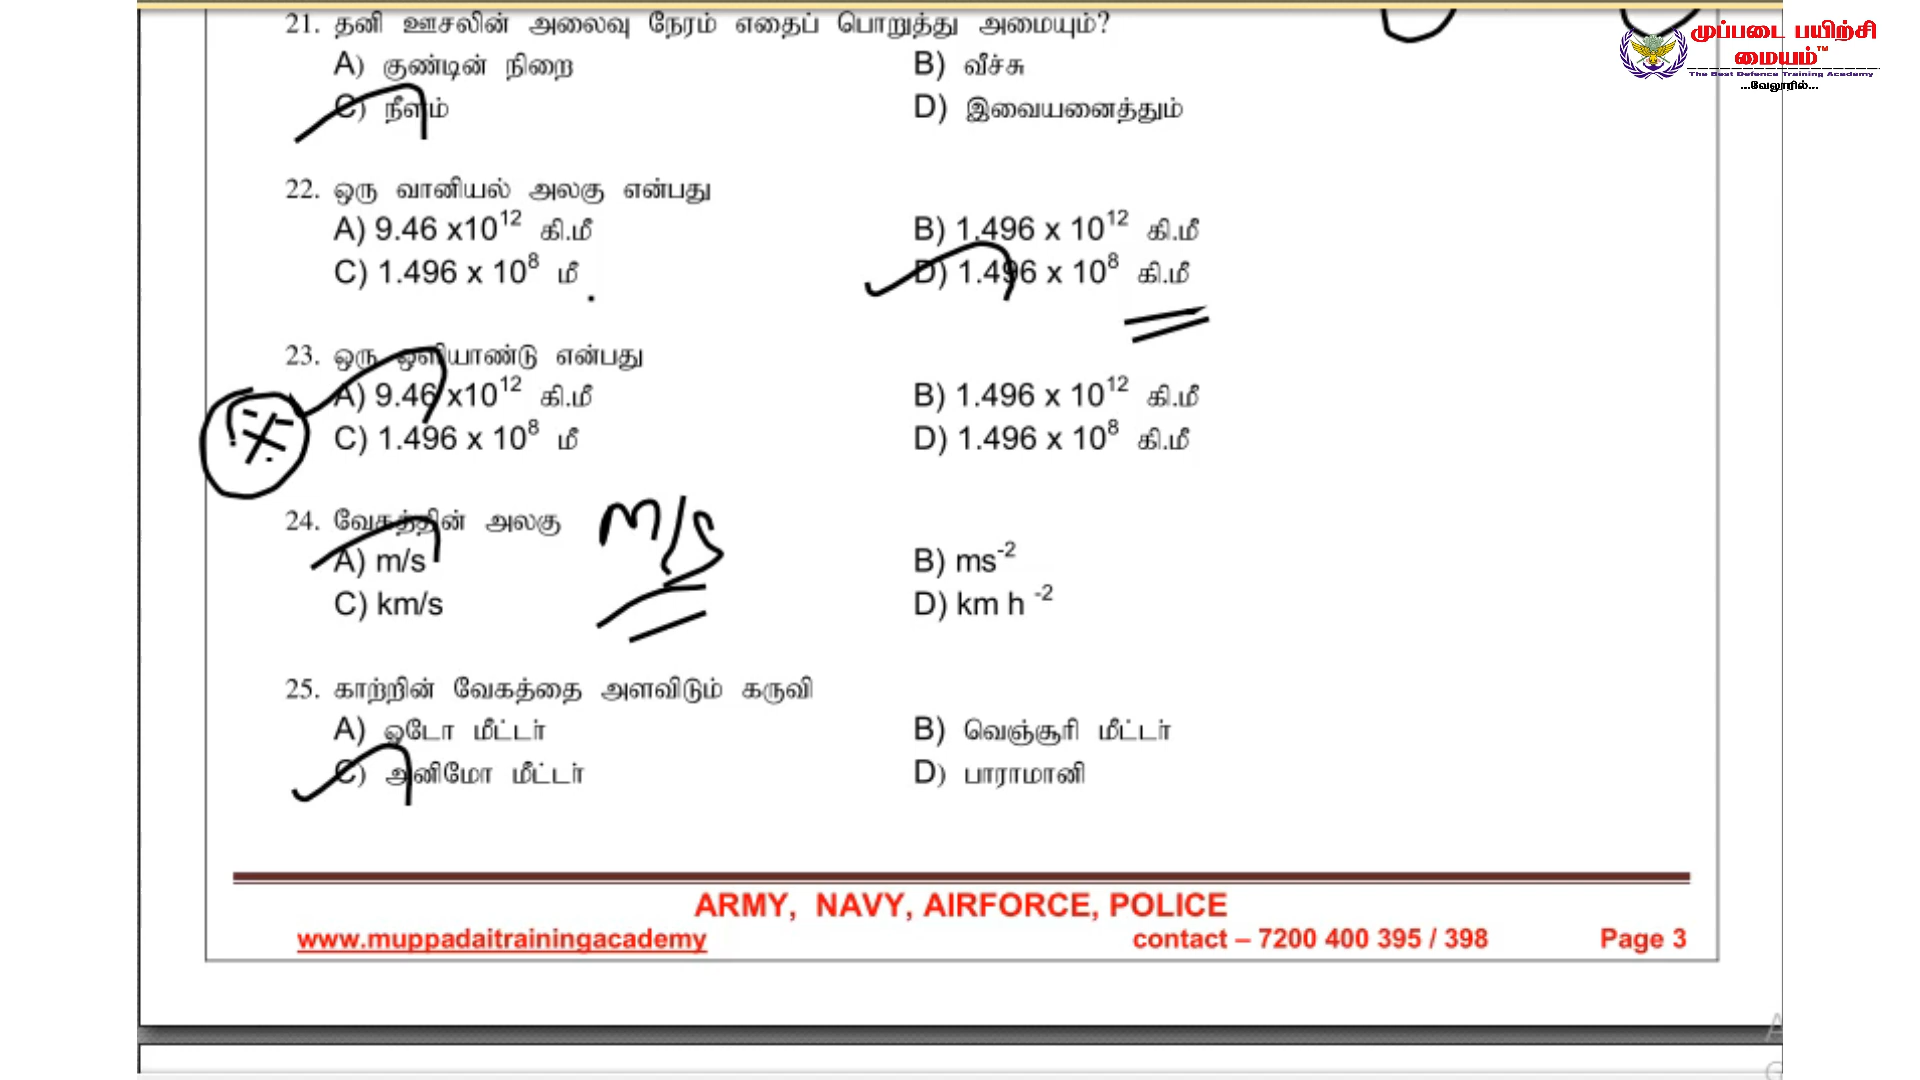 முப்படை பயிற்சி
மையம்™
The Best Defence Training Academy
...வேலூரில்...
21. தனி ஊசலின் அலைவு நேரம் எதைப் பொறுத்து அமையும்?
A) குண்டின் நிறை B) வீச்சு
C) நீளம் D) இவையனைத்தும்
22. ஒரு வானியல் அலகு என்பது
A) 9.46 x10¹² கி.மீ B) 1.496 x 10¹² கி.மீ
C) 1.496 x 10⁸ மீ D) 1.496 x 10⁸ கி.மீ
23. ஒரு ஒளியாண்டு என்பது
A) 9.46 x10¹² கி.மீ B) 1.496 x 10¹² கி.மீ
C) 1.496 x 10⁸ மீ D) 1.496 x 10⁸ கி.மீ
24. வேகத்தின் அலகு m/s
A) m/s B) ms⁻²
C) km/s D) km h ⁻²
25. காற்றின் வேகத்தை அளவிடும் கருவி
A) ஓடோ மீட்டர் B) வெஞ்சூரி மீட்டர்
C) அனிமோ மீட்டர் D) பாராமானி
ARMY, NAVY, AIRFORCE, POLICE
www.muppadaitrainingacademy contact – 7200 400 395 / 398 Page 3